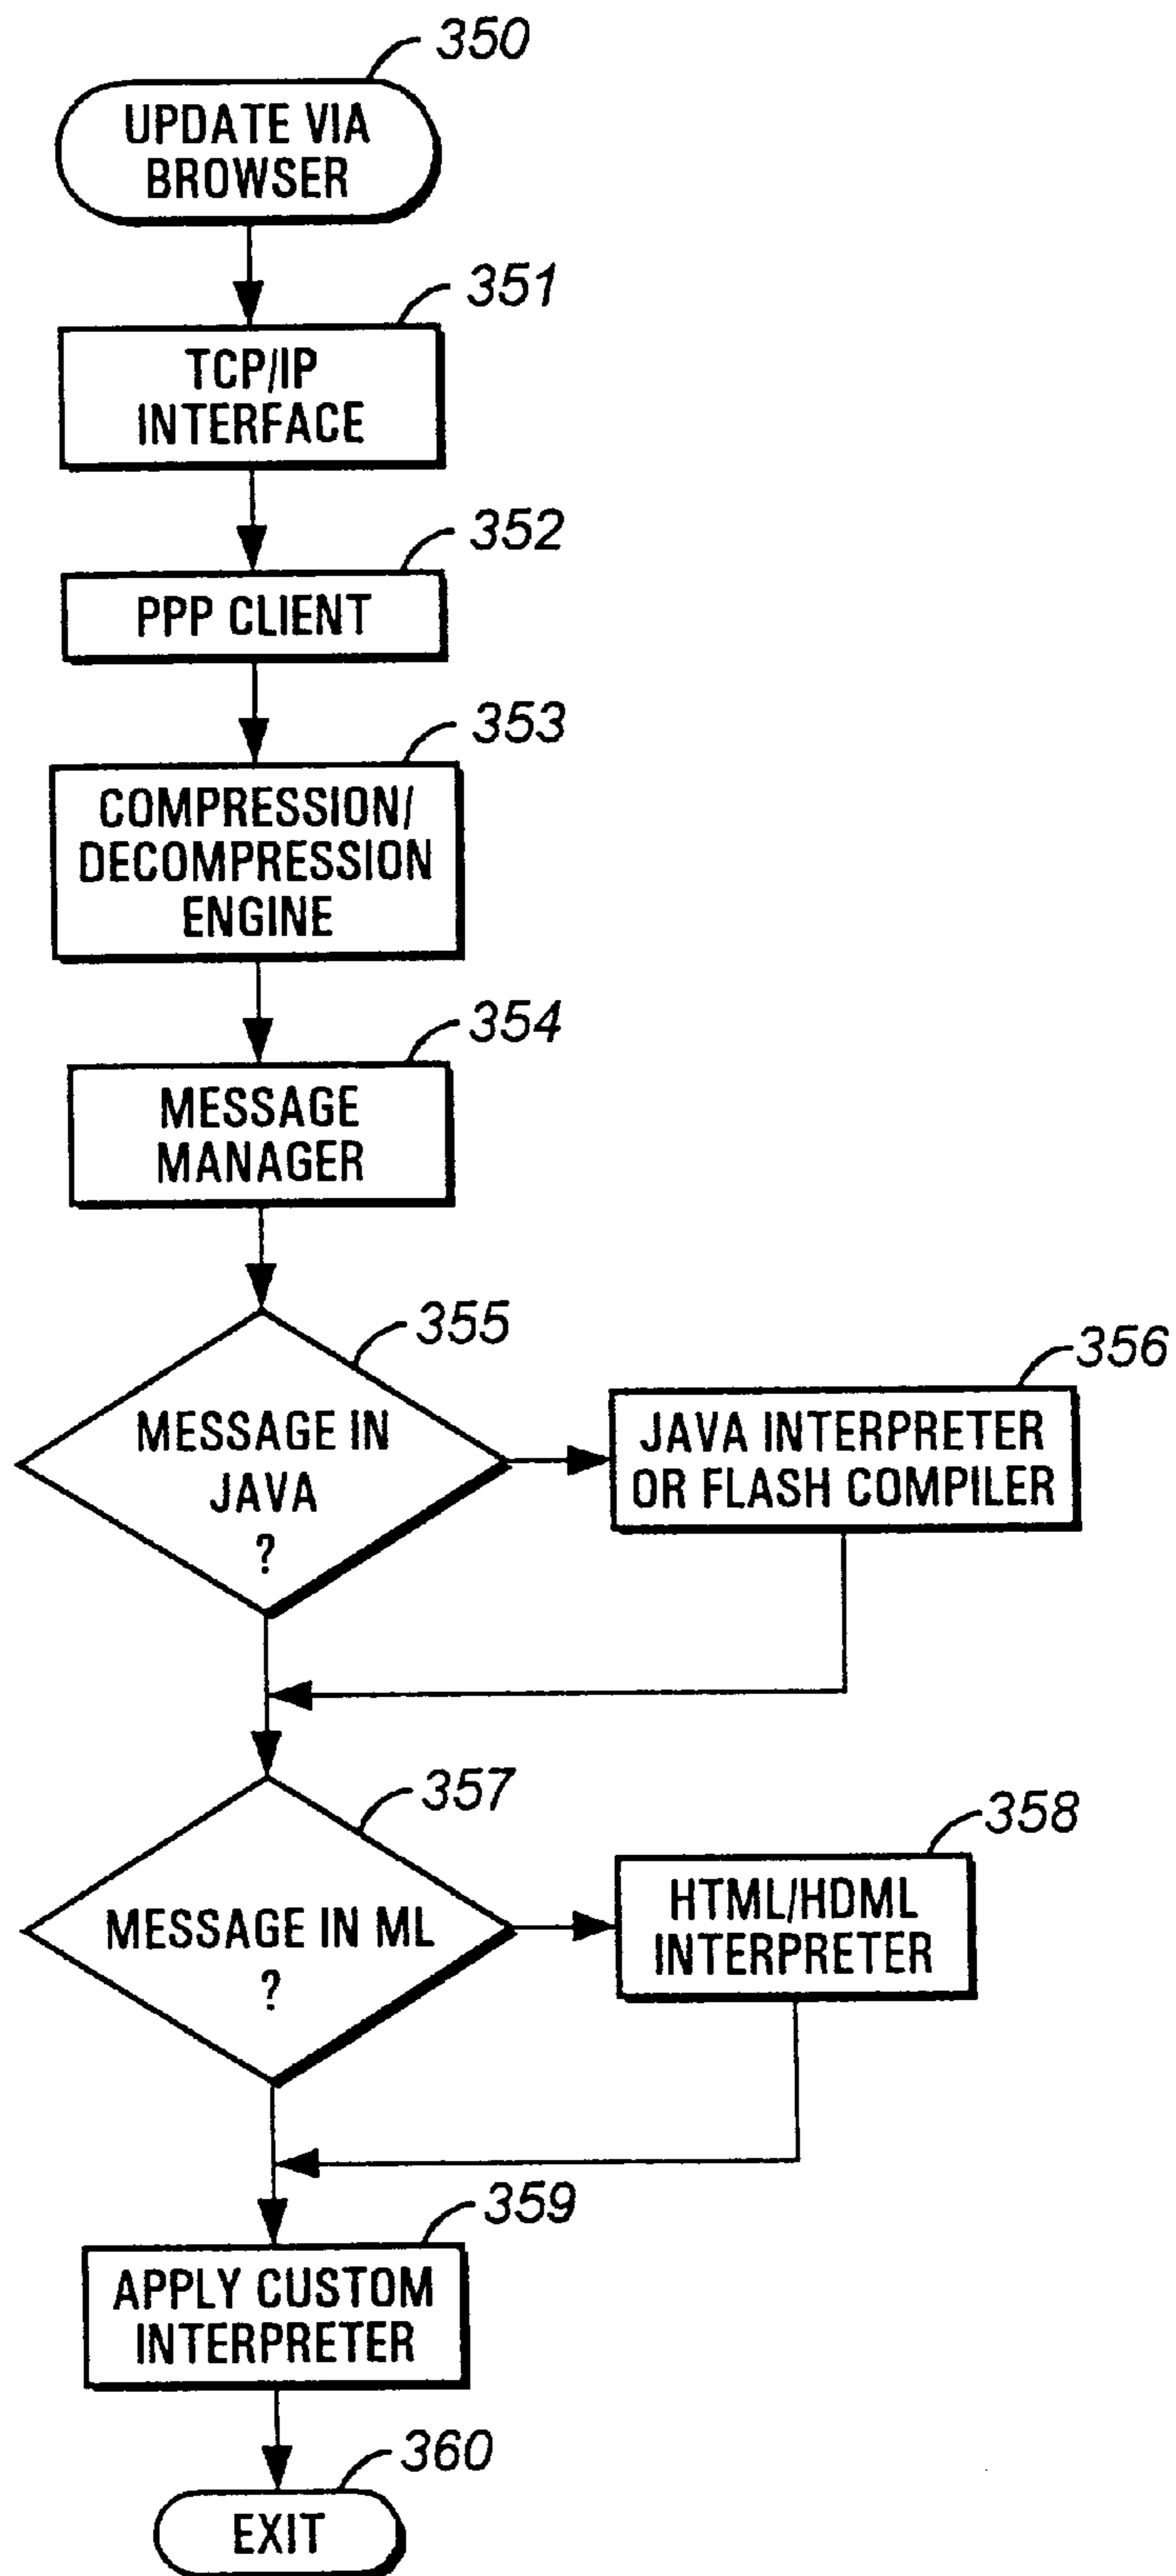 350
UPDATE VIA
BROWSER
351
TCP/IP
INTERFACE
352
PPP CLIENT
353
COMPRESSION/
DECOMPRESSION
ENGINE
354
MESSAGE
MANAGER
355
MESSAGE IN
JAVA
?
356
JAVA INTERPRETER
OR FLASH COMPILER
357
MESSAGE IN ML
?
358
HTML/HDML
INTERPRETER
359
APPLY CUSTOM
INTERPRETER
360
EXIT